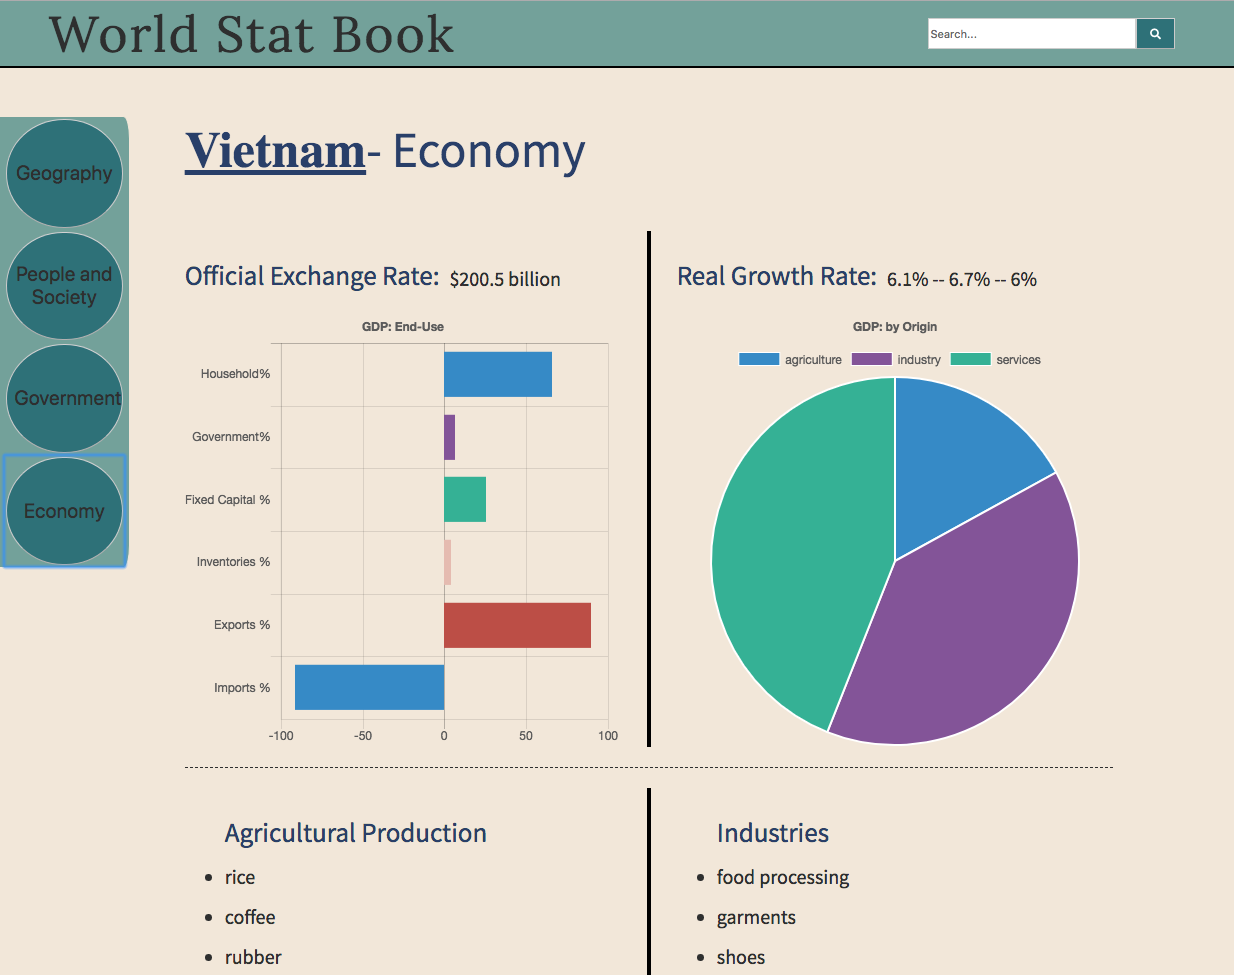 World Stat Book
Search...
Geography
People and
Society
Government
Economy
Vietnam- Economy
Official Exchange Rate: $200.5 billion
GDP: End-Use
Household%
Government%
Fixed Capital %
Inventories %
Exports %
Imports %
-100 -50 0 50 100
Real Growth Rate: 6.1% -- 6.7% -- 6%
GDP: by Origin
agriculture industry services
Agricultural Production
• rice
• coffee
• rubber
Industries
• food processing
• garments
• shoes